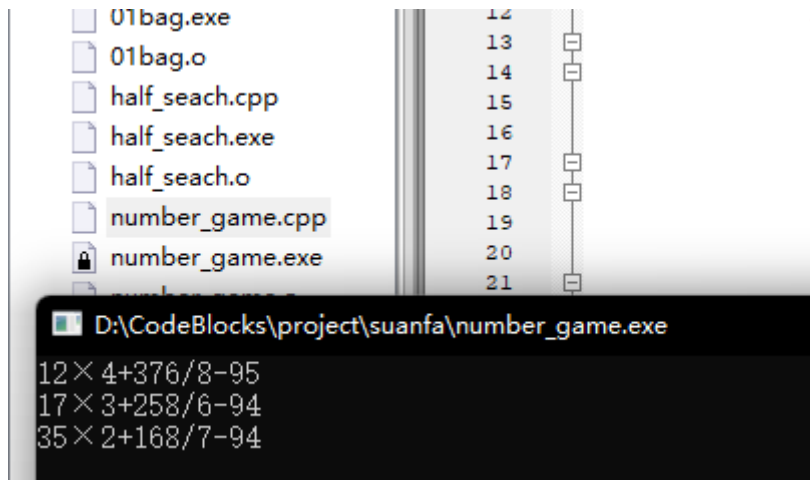 01bag.exe
01bag.o
half_seach.cpp
half_seach.exe
half_seach.o
number_game.cpp
number_game.exe
12
13
14
15
16
17
18
19
20
21
D:\CodeBlocks\project\suanfa\number_game.exe
12×4+376/8-95
17×3+258/6-94
35×2+168/7-94